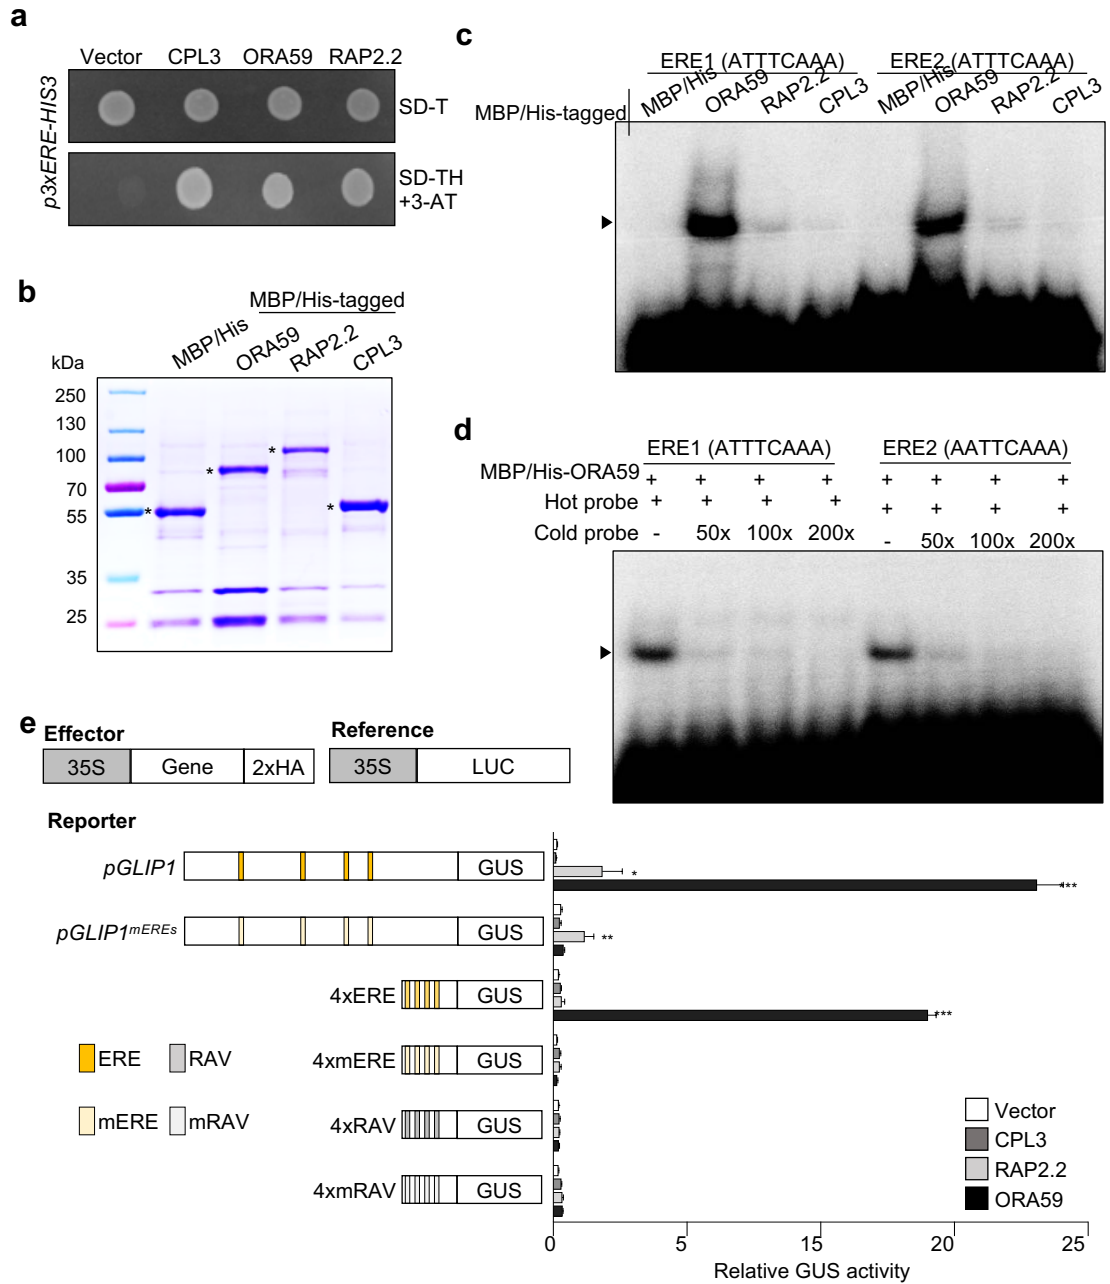 a
Vector CPL3 ORA59 RAP2.2
p3xERE-HIS3
SD-T
SD-TH
+3-AT
b
MBP/His-tagged
MBP/His ORA59 RAP2.2 CPL3
kDa
250
130
100
70
55
35
25
*
*
*
*
c
ERE1 (ATTTCAAA) ERE2 (ATTTCAAA)
MBP/His-tagged MBP/His ORA59 RAP2.2 CPL3 MBP/His ORA59 RAP2.2 CPL3
d
ERE1 (ATTTCAAA) ERE2 (AATTCAAA)
MBP/His-ORA59 + + + + + + + +
Hot probe + + + + + + + +
Cold probe - 50x 100x 200x - 50x 100x 200x
e
Effector
35S Gene 2xHA
Reference
35S LUC
Reporter
pGLIP1 GUS
*
***
pGLIP1mEREs GUS
**
4xERE GUS
***
4xmERE GUS
4xRAV GUS
4xmRAV GUS
ERE RAV
mERE mRAV
Vector
CPL3
RAP2.2
ORA59
0 5 10 15 20 25
Relative GUS activity